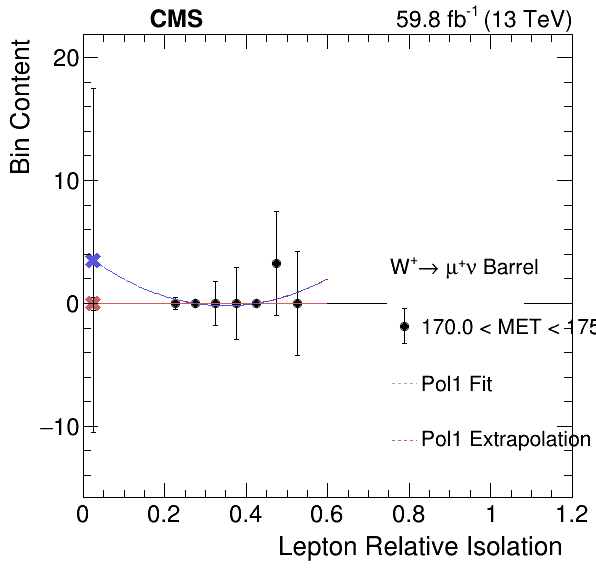 CMS 59.8 fb⁻¹ (13 TeV)
Bin Content
20
10
0
−10
W⁺→ μ⁺ν Barrel
170.0 < MET < 175
Pol1 Fit
Pol1 Extrapolation
0 0.2 0.4 0.6 0.8 1 1.2
Lepton Relative Isolation